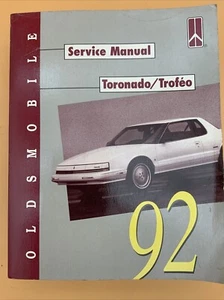 OLDSMOBILE
Service Manual
Toronado/Troféo
92